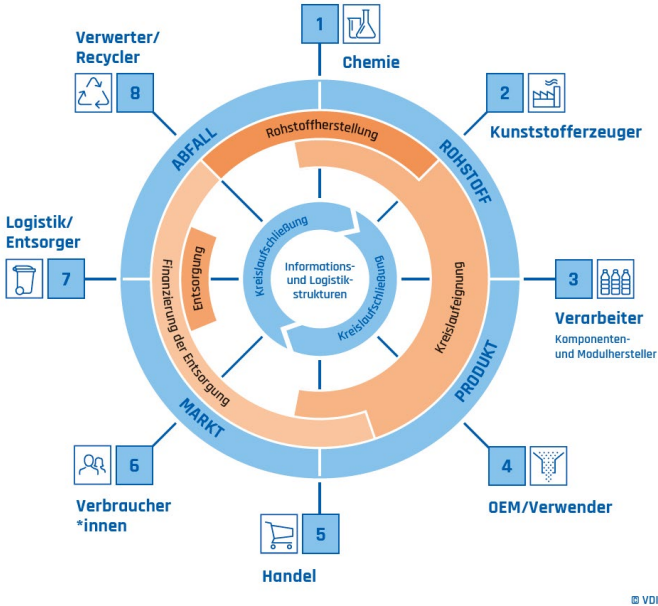 1
Chemie
2
Kunststofferzeuger
3
Verarbeiter
Komponenten-
und Modulhersteller
4
OEM/Verwender
5
Handel
6
Verbraucher
*innen
7
Logistik/
Entsorger
8
Verwerter/
Recycler
ROHSTOFF
PRODUKT
MARKT
ABFALL
Rohstoffherstellung
Kreislaufeignung
Finanzierung der Entsorgung
Entsorgung
Kreislaufschließung
Kreislaufschließung
Informations-
und Logistik-
strukturen
© VDI